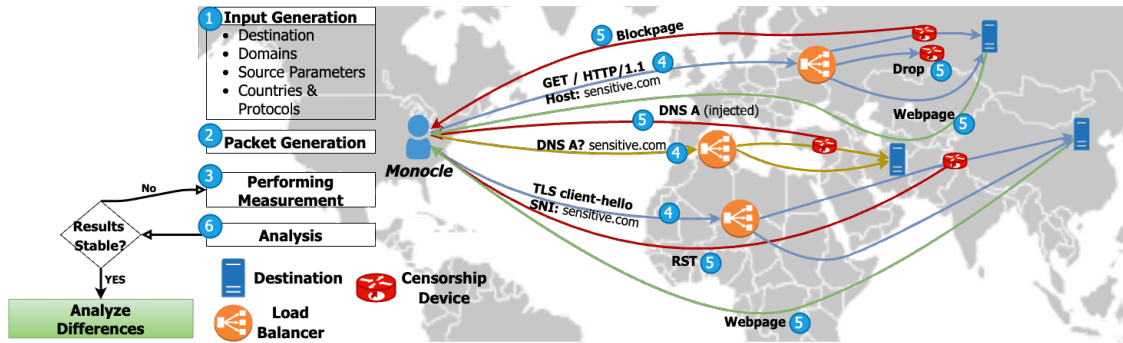 1 Input Generation
• Destination
• Domains
• Source Parameters
• Countries &
Protocols
2 Packet Generation
3 Performing
Measurement
6 Analysis
No
Results
Stable?
YES
Analyze
Differences
Monocle
5 Blockpage
GET / HTTP/1.1 4
Host: sensitive.com
Drop 5
Webpage 5
5 DNS A (injected)
DNS A? sensitive.com 4
TLS client-hello
SNI: sensitive.com 4
RST 5
Webpage 5
Destination
Censorship
Device
Load
Balancer